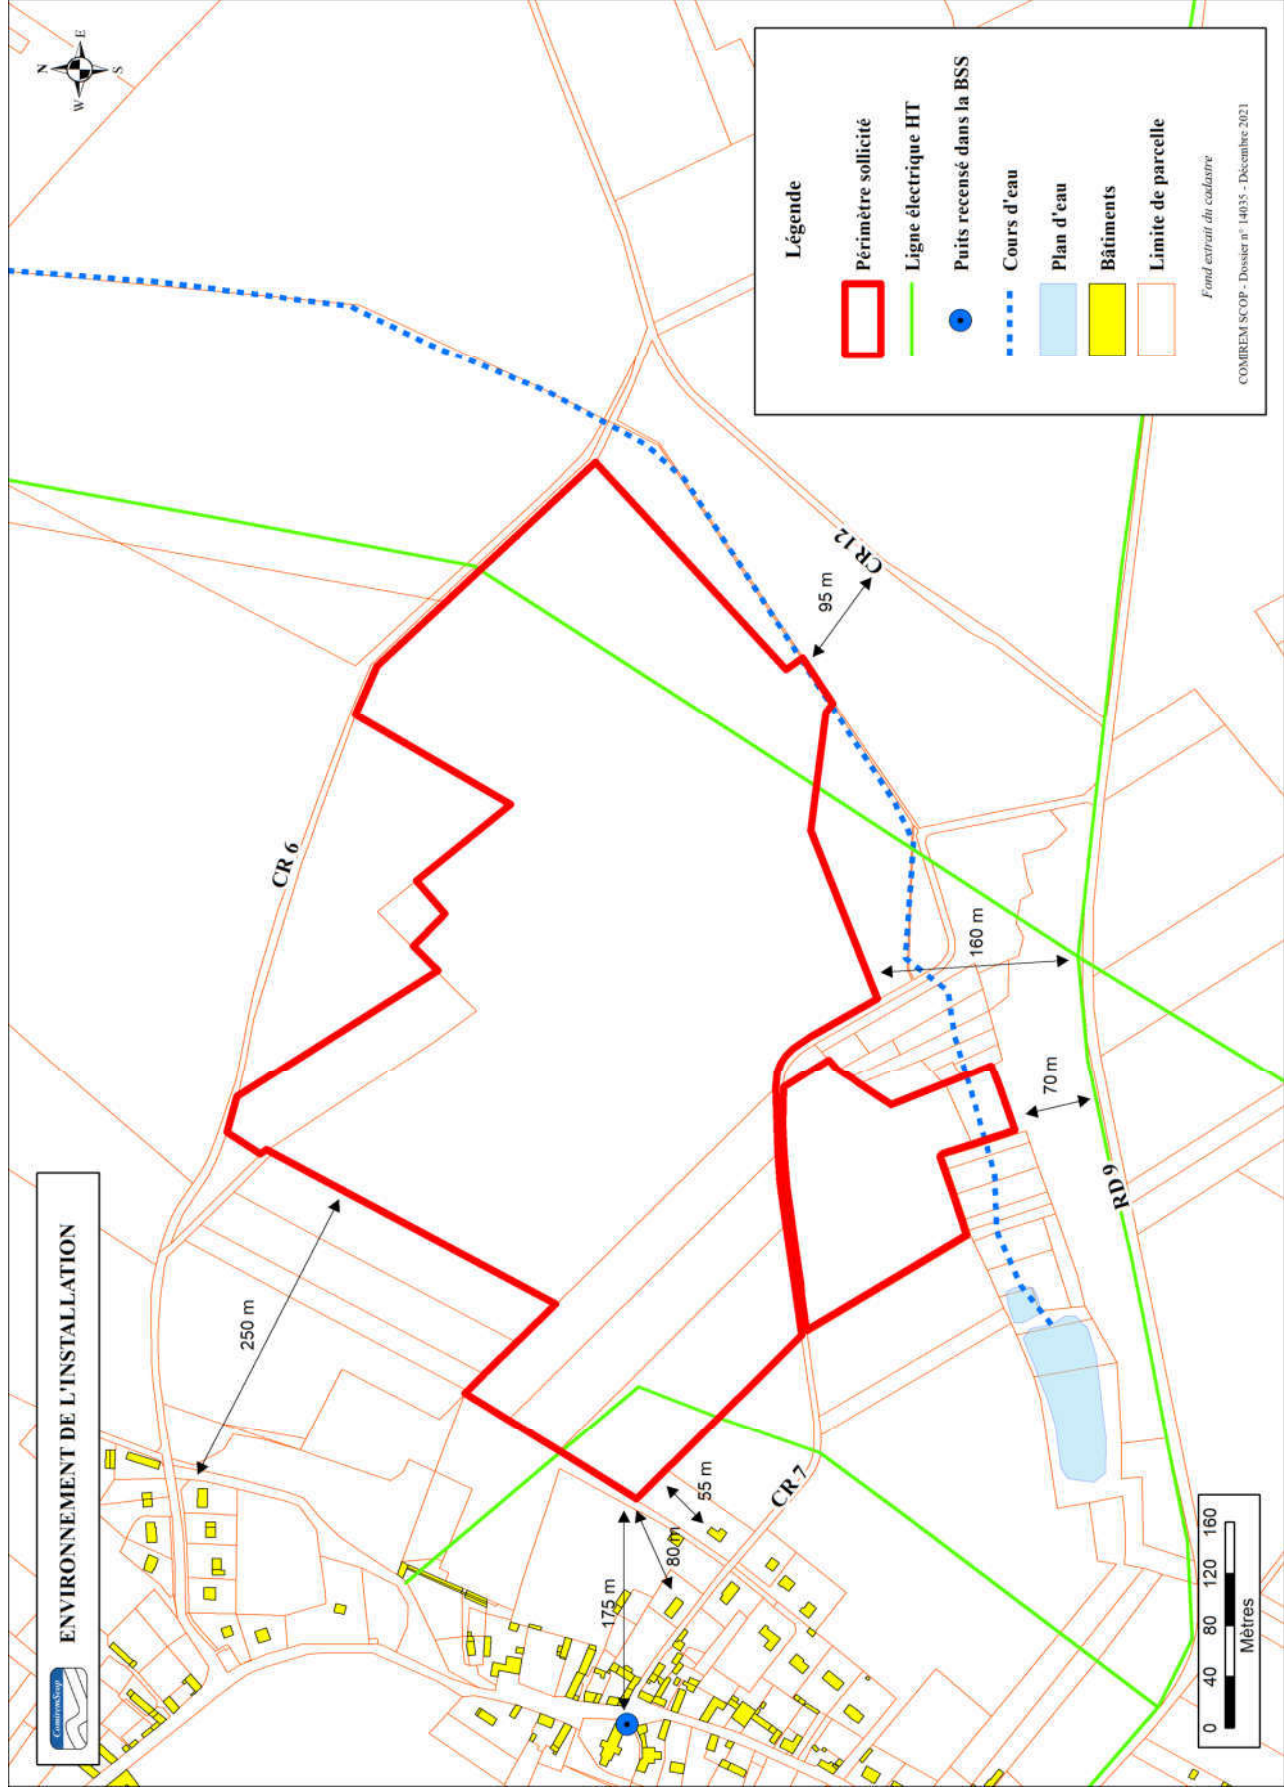 ENVIRONNEMENT DE L'INSTALLATION
ComiremScop
N
W
E
S
CR 6
250 m
CR 12
95 m
160 m
70 m
RD 9
CR 7
55 m
80 m
175 m
0 40 80 120 160
Mètres
Légende
Périmètre sollicité
Ligne électrique HT
Puits recensé dans la BSS
Cours d'eau
Plan d'eau
Bâtiments
Limite de parcelle
Fond extrait du cadastre
COMIREM SCOP - Dossier n° 14035 - Décembre 2021